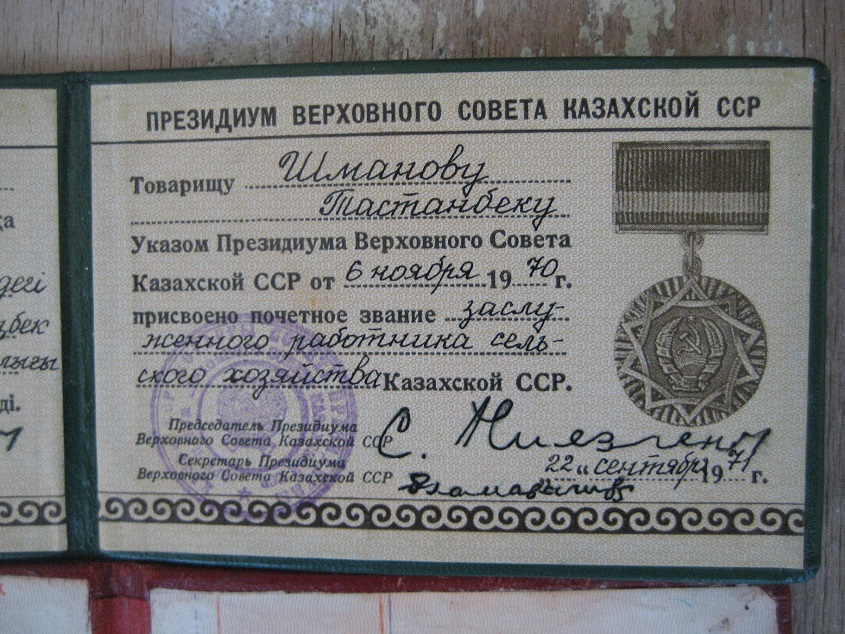 ПРЕЗИДИУМ ВЕРХОВНОГО СОВЕТА КАЗАХСКОЙ ССР
Товарищу Шманову
Тастанбеку
Указом Президиума Верховного Совета
Казахской ССР от 6 ноября 1970 г.
присвоено почетное звание заслу-
женного работника сель-
ского хозяйства Казахской ССР.
Председатель Президиума
Верховного Совета Казахской ССР
Секретарь Президиума
Верховного Совета Казахской ССР
22 „ сентября 1971 г.